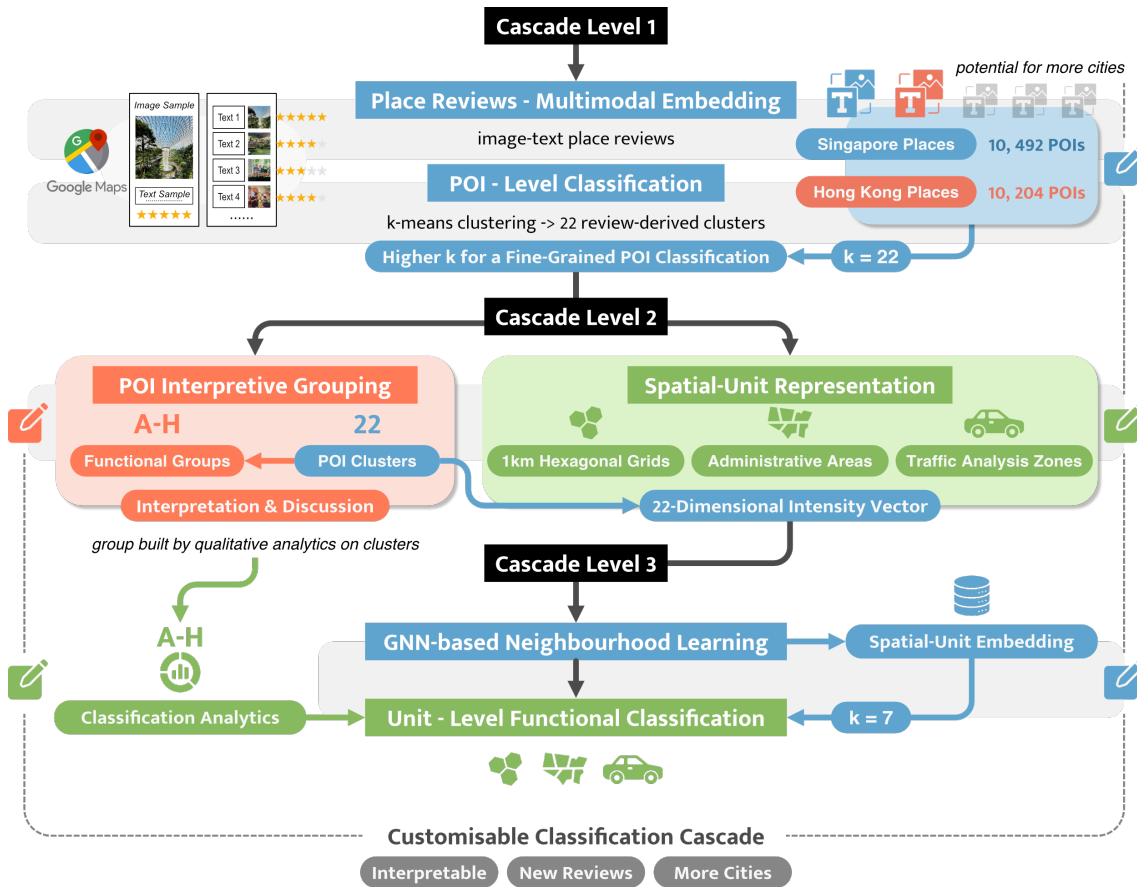 Cascade Level 1
potential for more cities
Place Reviews - Multimodal Embedding
image-text place reviews
Image Sample
Text Sample
Text 1
Text 2
Text 3
Text 4
......
G
Google Maps
T
T
T
T
T
Singapore Places
10, 492 POIs
Hong Kong Places
10, 204 POIs
POI - Level Classification
k-means clustering -> 22 review-derived clusters
Higher k for a Fine-Grained POI Classification
k = 22
Cascade Level 2
POI Interpretive Grouping
A-H
22
Functional Groups
POI Clusters
Interpretation & Discussion
group built by qualitative analytics on clusters
Spatial-Unit Representation
1km Hexagonal Grids
Administrative Areas
Traffic Analysis Zones
22-Dimensional Intensity Vector
Cascade Level 3
GNN-based Neighbourhood Learning
Spatial-Unit Embedding
A-H
Classification Analytics
Unit - Level Functional Classification
k = 7
Customisable Classification Cascade
Interpretable
New Reviews
More Cities